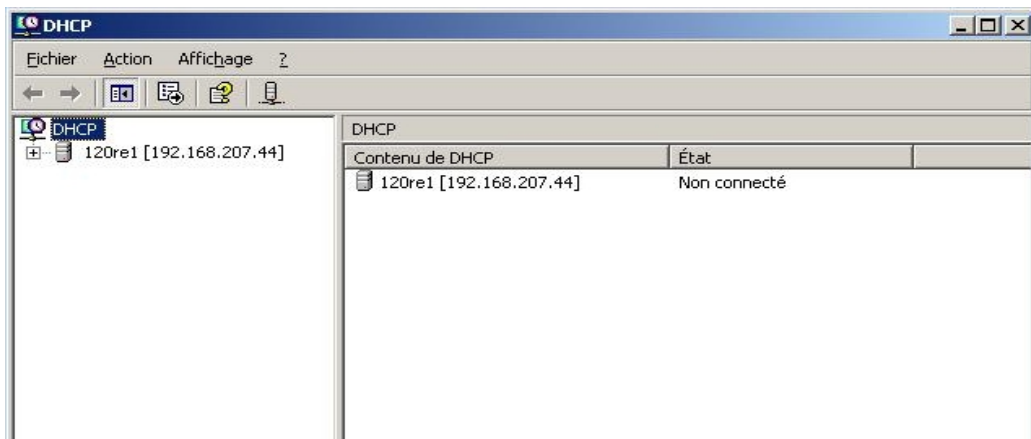 DHCP
Fichier Action Affichage ?
DHCP
120re1 [192.168.207.44]
DHCP
Contenu de DHCP État
120re1 [192.168.207.44] Non connecté